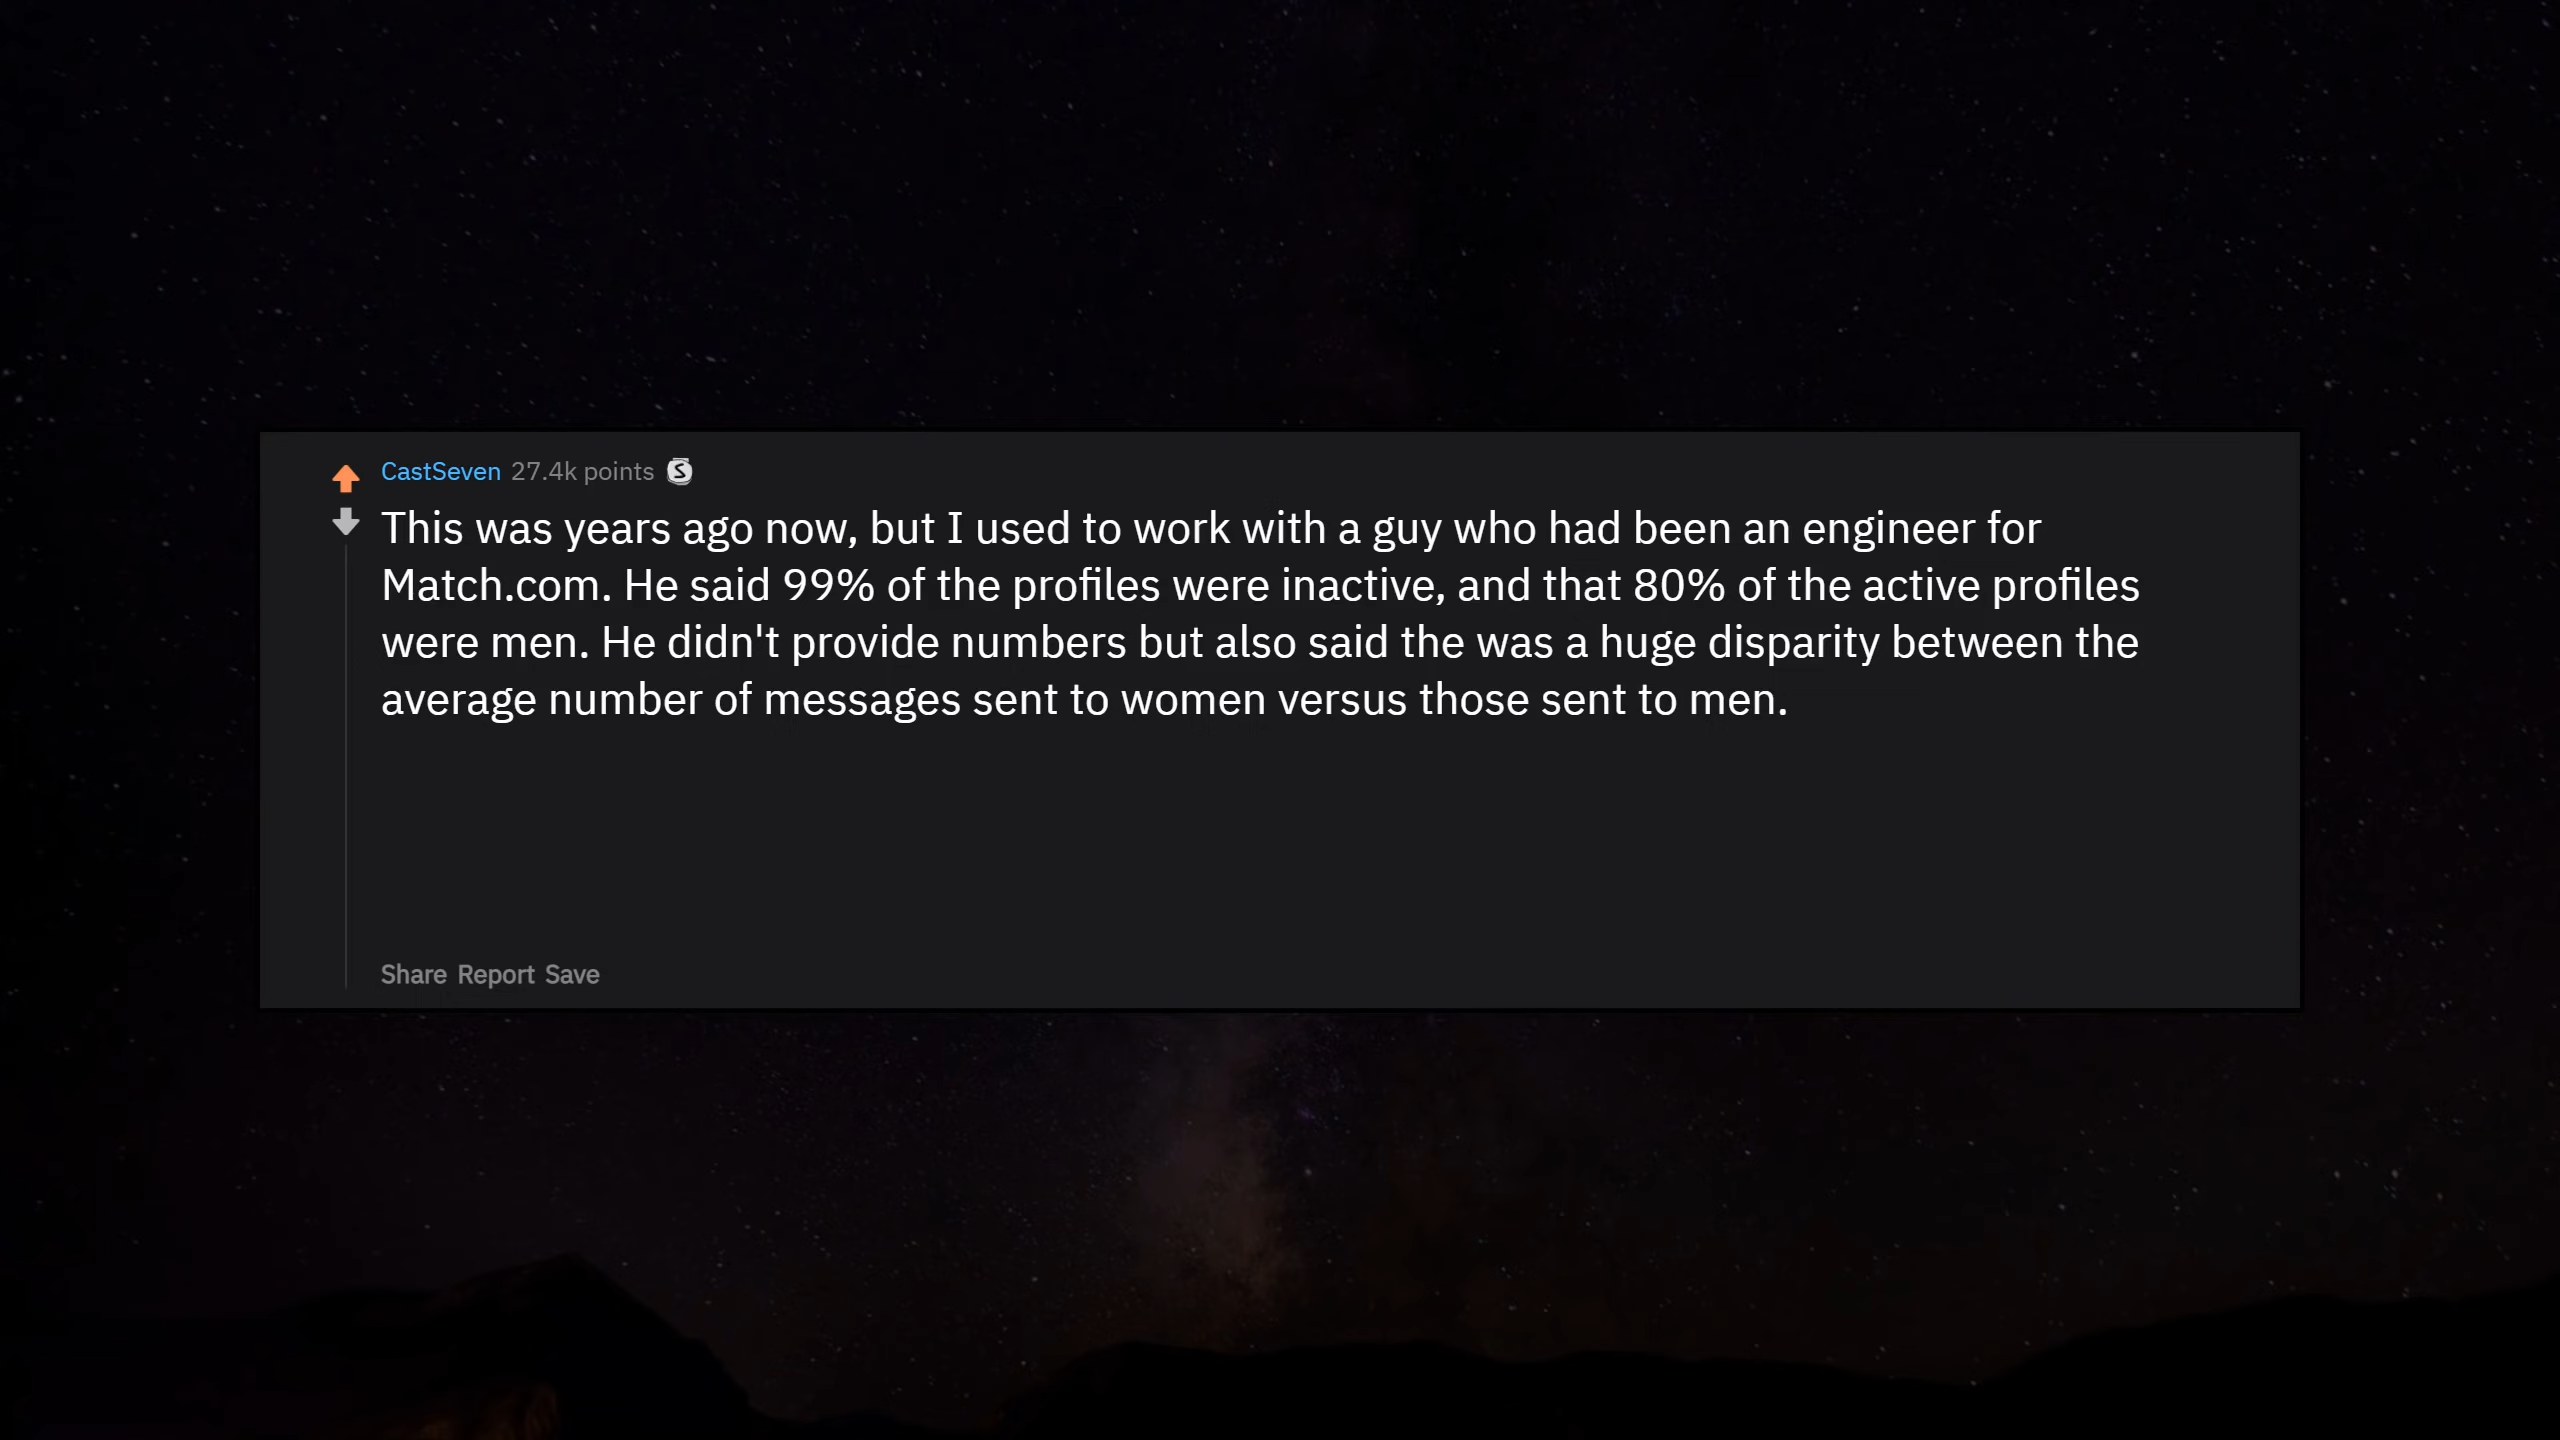 CastSeven 27.4k points S
This was years ago now, but I used to work with a guy who had been an engineer for
Match.com. He said 99% of the profiles were inactive, and that 80% of the active profiles
were men. He didn't provide numbers but also said the was a huge disparity between the
average number of messages sent to women versus those sent to men.
Share Report Save